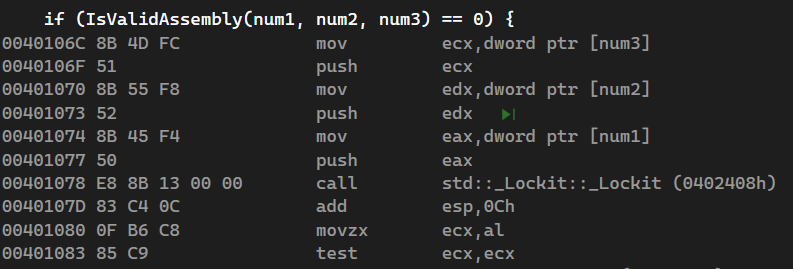 if (IsValidAssembly(num1, num2, num3) == 0) {
0040106C 8B 4D FC mov ecx,dword ptr [num3]
0040106F 51 push ecx
00401070 8B 55 F8 mov edx,dword ptr [num2]
00401073 52 push edx
00401074 8B 45 F4 mov eax,dword ptr [num1]
00401077 50 push eax
00401078 E8 8B 13 00 00 call std::_Lockit::_Lockit (0402408h)
0040107D 83 C4 0C add esp,0Ch
00401080 0F B6 C8 movzx ecx,al
00401083 85 C9 test ecx,ecx